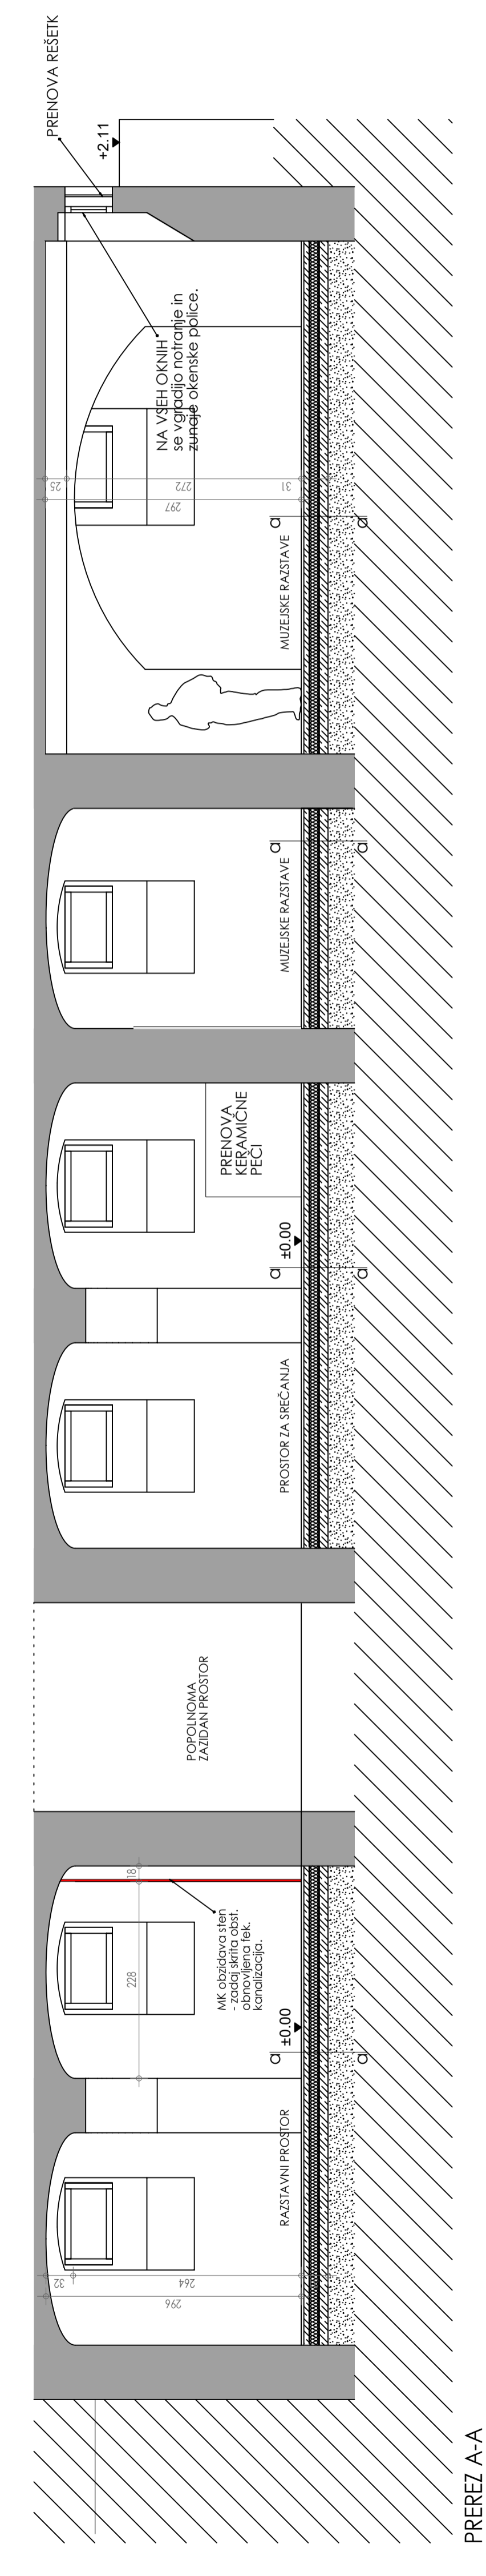 PRENOVA REŠETK
+2.11
NA VSEH OKNIH
se vgradijo notranje in
zunaje okenske police.
25
272
31
297
a
a
MUZEJSKE RAZSTAVE
a
a
MUZEJSKE RAZSTAVE
PRENOVA
KERAMIČNE
PEČI
±0.00
a
a
PROSTOR ZA SREČANJA
POPOLNOMA
ZAZIDAN PROSTOR
18
228
MK obzidava sten
- zadaj skrita obst.
obnovljena fek.
kanalizacija.
±0.00
a
a
RAZSTAVNI PROSTOR
32
264
296
PREREZ A-A